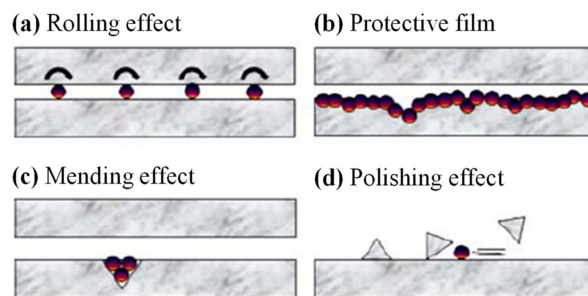 (a) Rolling effect
(b) Protective film
(c) Mending effect
(d) Polishing effect